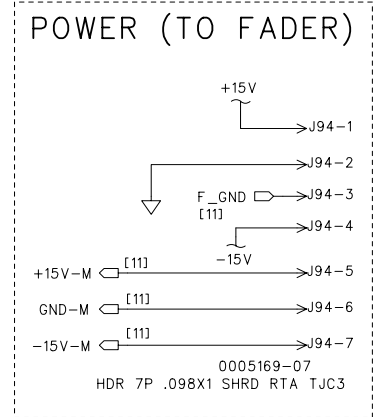 POWER (TO FADER)
+15V
J94-1
J94-2
F_GND
J94-3
[11]
J94-4
-15V
[11]
+15V-M
J94-5
[11]
GND-M
J94-6
[11]
-15V-M
J94-7
0005169-07
HDR 7P .098X1 SHRD RTA TJC3